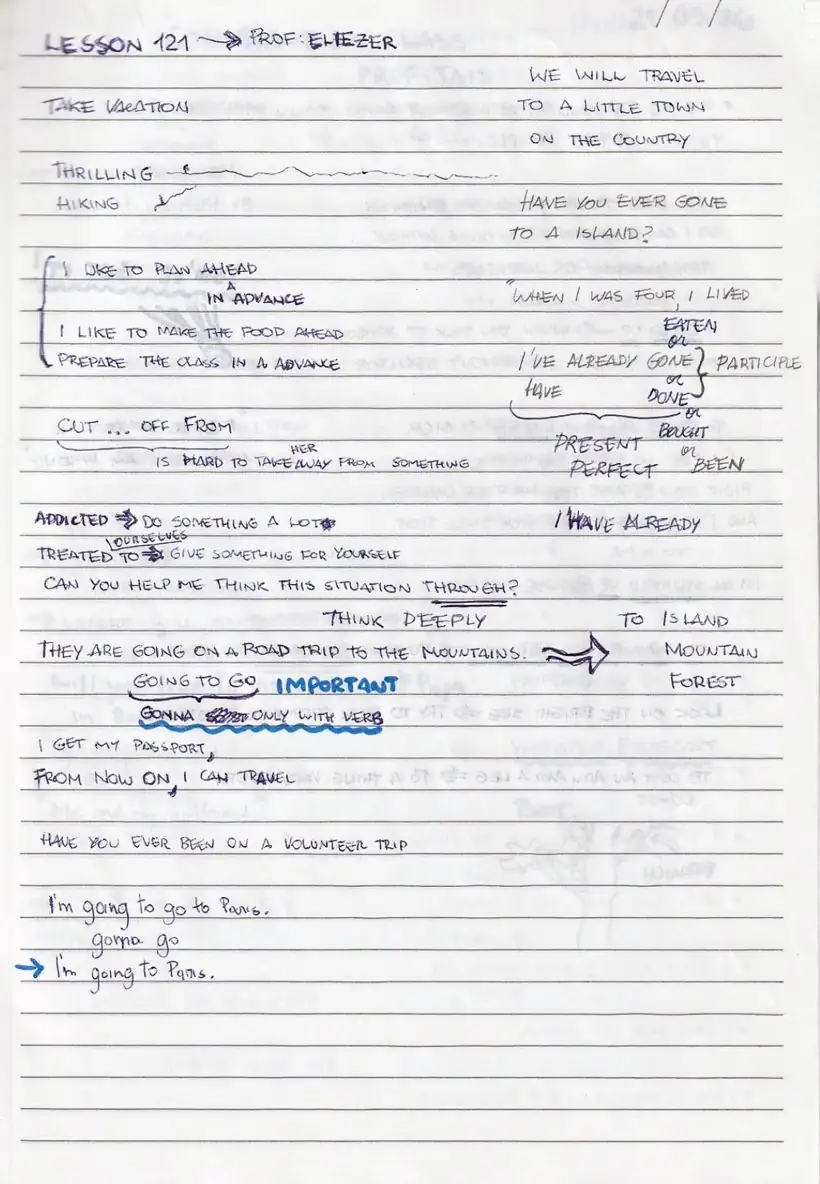 LESSON 121 → PROF: ELIEZER
WE WILL TRAVEL
TAKE VACATION
TO A LITTLE TOWN
ON THE COUNTRY
THRILLING
HIKING
HAVE YOU EVER GONE
TO A ISLAND?
I LIKE TO PLAN AHEAD
IN ADVANCE
"WHEN I WAS FOUR, I LIVED
I LIKE TO MAKE THE FOOD AHEAD
EATEN
or
PREPARE THE CLASS IN A ADVANCE
I'VE ALREADY GONE } PARTICIPLE
or
HAVE
DONE
or
CUT ... OFF FROM
BOUGHT
or
PRESENT
HER
IS HARD TO TAKE AWAY FROM SOMETHING
PERFECT
BEEN
ADDICTED → DO SOMETHING A LOT
I HAVE ALREADY
OURSELVES
TREATED TO → GIVE SOMETHING FOR YOURSELF
CAN YOU HELP ME THINK THIS SITUATION THROUGH?
THINK DEEPLY
TO ISLAND
THEY ARE GOING ON A ROAD TRIP TO THE MOUNTAINS. ⇒ MOUNTAIN
GOING TO GO IMPORTANT
FOREST
GONNA ONLY WITH VERB
I GET MY PASSPORT,
FROM NOW ON, I CAN TRAVEL
HAVE YOU EVER BEEN ON A VOLUNTEER TRIP
I'm going to go to Paris.
gonna go
→ I'm going to Paris.